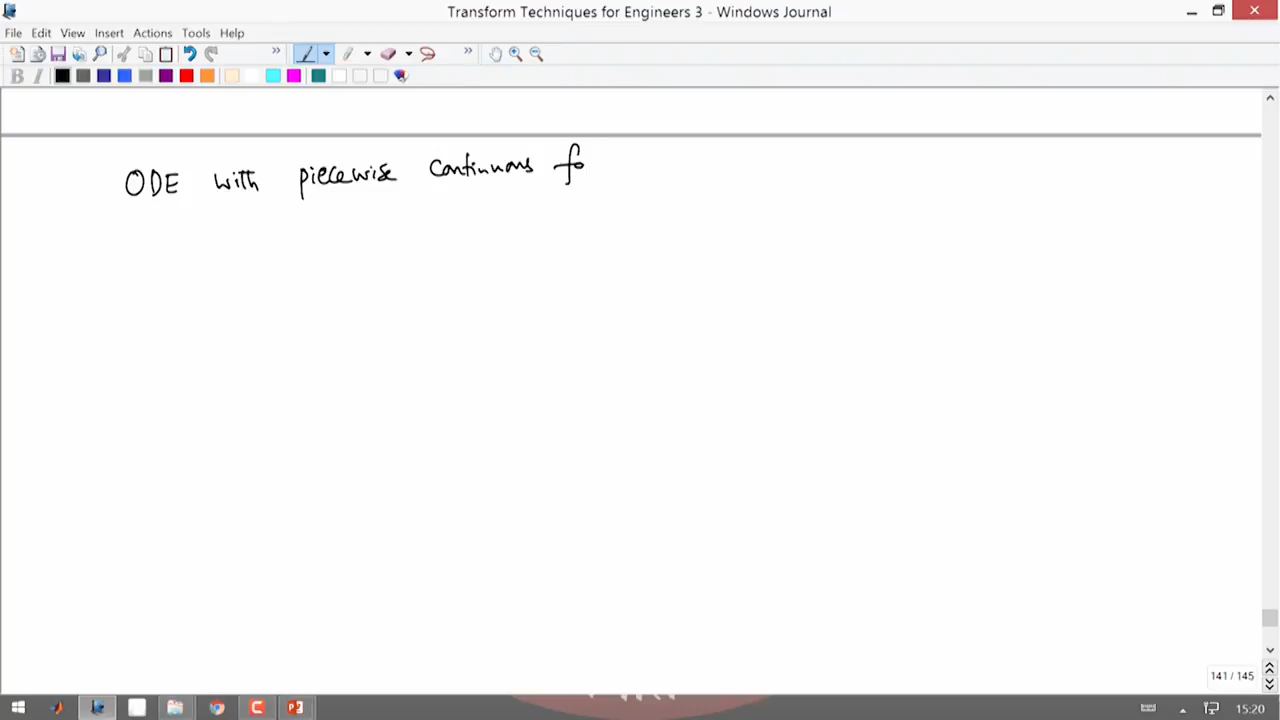 Transform Techniques for Engineers 3 - Windows Journal
File Edit View Insert Actions Tools Help
B I
ODE with piecewise continuous fo
141 / 145
15:20